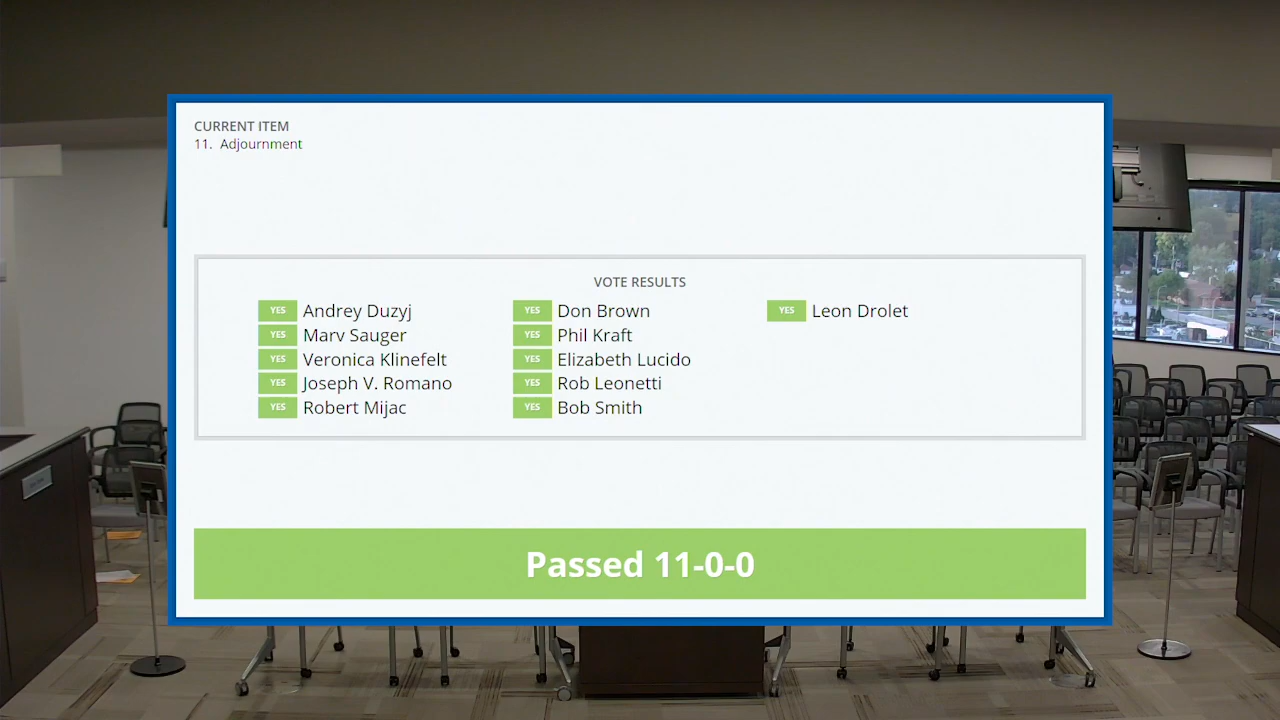 CURRENT ITEM
11. Adjournment
VOTE RESULTS
YES Andrey Duzyj
YES Marv Sauger
YES Veronica Klinefelt
YES Joseph V. Romano
YES Robert Mijac
YES Don Brown
YES Phil Kraft
YES Elizabeth Lucido
YES Rob Leonetti
YES Bob Smith
YES Leon Drolet
Passed 11-0-0